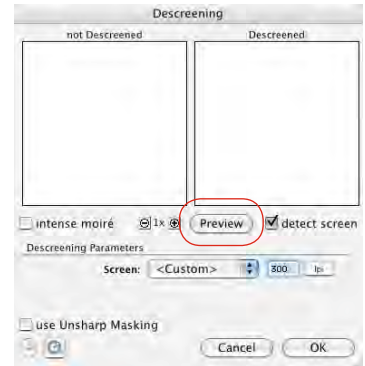 Descreening
not Descreened Descreened
intense moiré 1x Preview detect screen
Descreening Parameters
Screen: <Custom> 300 lpi
use Unsharp Masking
Cancel OK